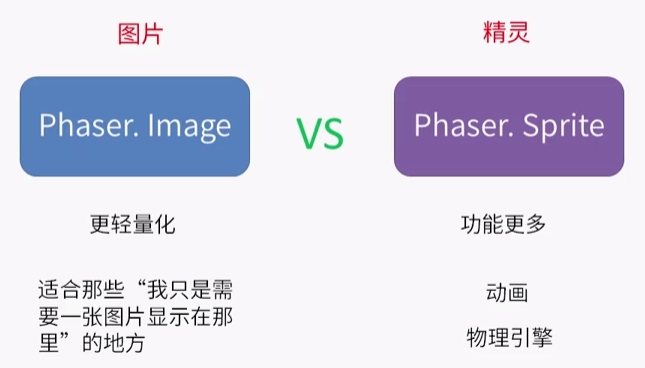 图片
精灵
Phaser. Image
VS
Phaser. Sprite
更轻量化
功能更多
适合那些“我只是需
要一张图片显示在那
里”的地方
动画
物理引擎